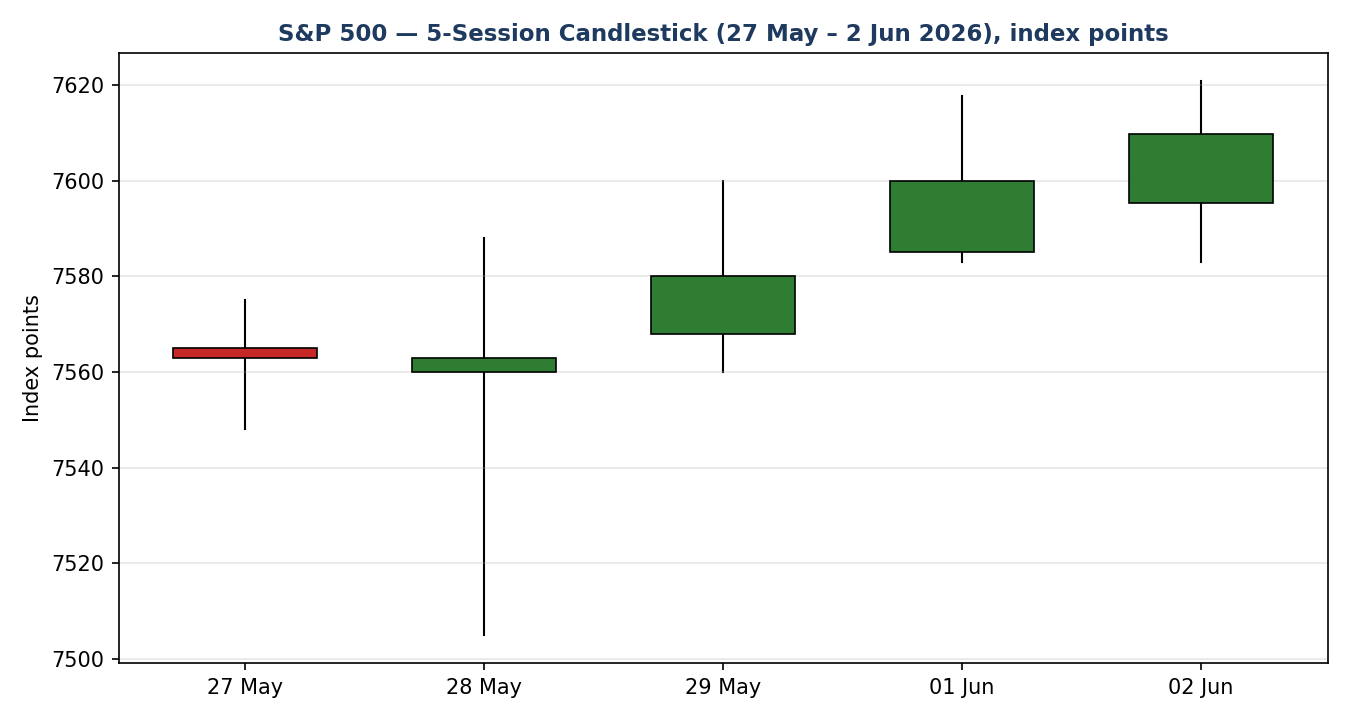 S&P 500 — 5-Session Candlestick (27 May – 2 Jun 2026), index points
Index points
7620
7600
7580
7560
7540
7520
7500
27 May
28 May
29 May
01 Jun
02 Jun